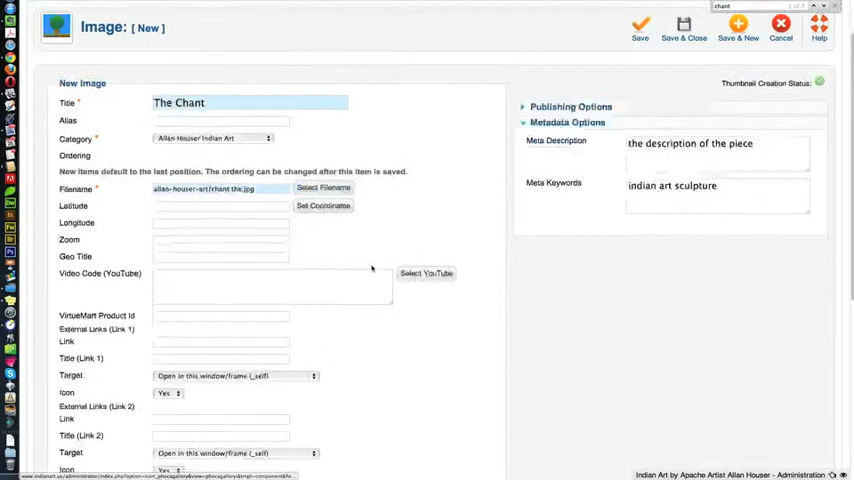 chant
1 of 3
Image: [ New ]
Save
Save & Close
Save & New
Cancel
Help
New Image
Thumbnail Creation Status:
Title *
The Chant
Alias
Category *
Allan Houser/ Indian Art
Ordering
New items default to the last position. The ordering can be changed after this item is saved.
Filename *
allan-houser-art/chant the.jpg
Select Filename
Latitude
Set Coordinates
Longitude
Zoom
Geo Title
Video Code (YouTube)
Select YouTube
VirtueMart Product Id
External Links (Link 1)
Link
Title (Link 1)
Target
Open in this window/frame (_self)
Icon
Yes
External Links (Link 2)
Link
Title (Link 2)
Target
Open in this window/frame (_self)
Icon
Yes
Publishing Options
Metadata Options
Meta Description
the description of the piece
Meta Keywords
indian art sculpture
www.indianart.us/administrator/index.php?option=com_phocagallery&view=phocagallery&tmpl=component&fie...
Indian Art by Apache Artist Allan Houser - Administration